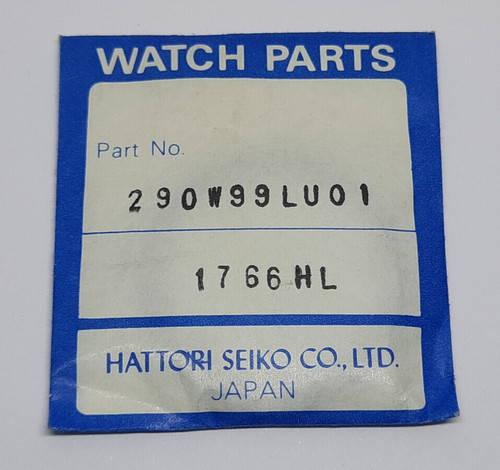 WATCH PARTS
Part No.
290W99LU01
1766HL
HATTORI SEIKO CO., LTD.
JAPAN